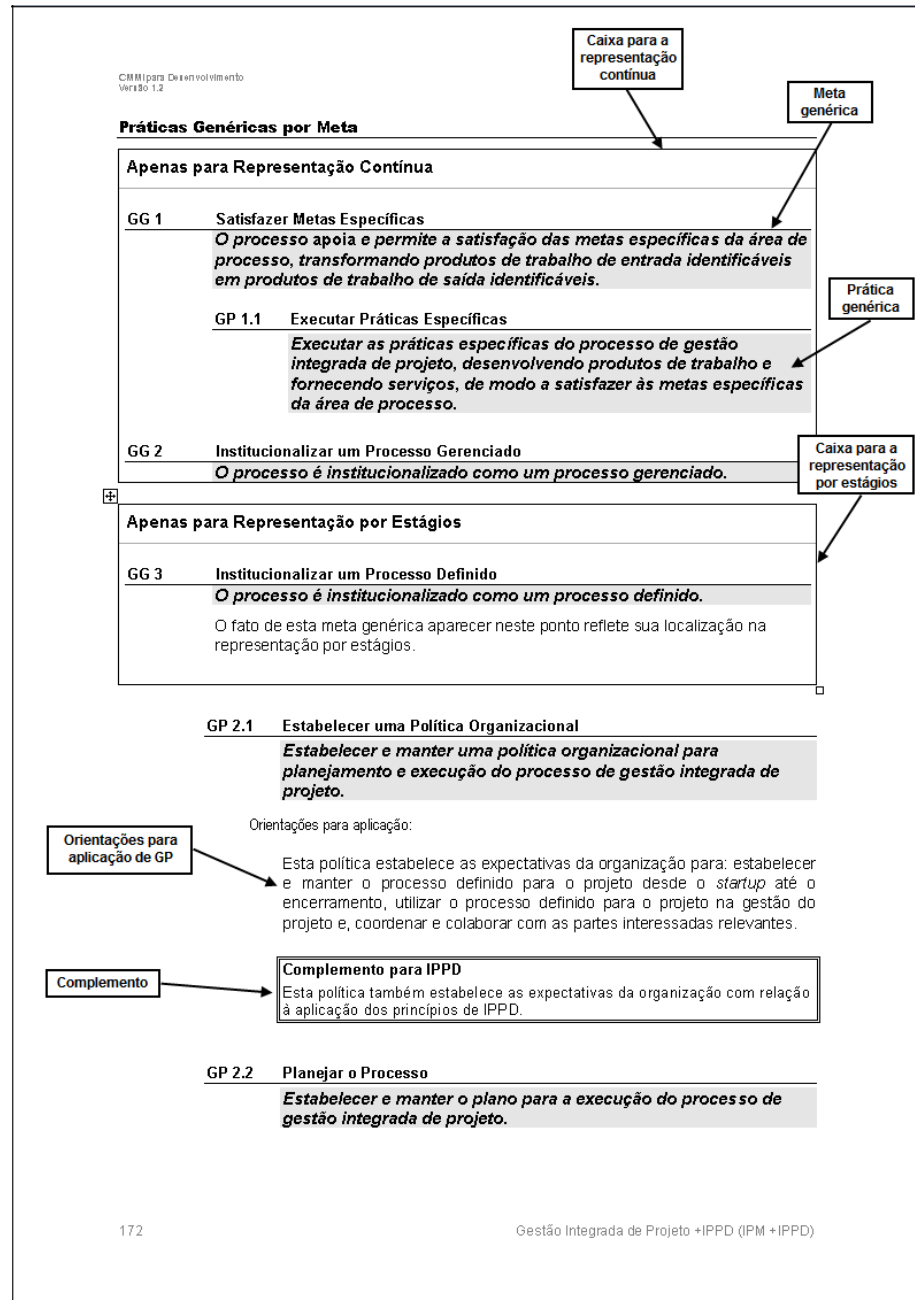 Caixa para a
representação
contínua
CMMI para Desenvolvimento
Versão 1.2
Meta
genérica
Práticas Genéricas por Meta
Apenas para Representação Contínua
GG 1 Satisfazer Metas Específicas
O processo apoia e permite a satisfação das metas específicas da área de
processo, transformando produtos de trabalho de entrada identificáveis
em produtos de trabalho de saída identificáveis.
Prática
genérica
GP 1.1 Executar Práticas Específicas
Executar as práticas específicas do processo de gestão
integrada de projeto, desenvolvendo produtos de trabalho e
fornecendo serviços, de modo a satisfazer às metas específicas
da área de processo.
GG 2 Institucionalizar um Processo Gerenciado
O processo é institucionalizado como um processo gerenciado.
Caixa para a
representação
por estágios
Apenas para Representação por Estágios
GG 3 Institucionalizar um Processo Definido
O processo é institucionalizado como um processo definido.
O fato de esta meta genérica aparecer neste ponto reflete sua localização na
representação por estágios.
GP 2.1 Estabelecer uma Política Organizacional
Estabelecer e manter uma política organizacional para
planejamento e execução do processo de gestão integrada de
projeto.
Orientações para aplicação:
Orientações para
aplicação de GP
Esta política estabelece as expectativas da organização para: estabelecer
e manter o processo definido para o projeto desde o startup até o
encerramento, utilizar o processo definido para o projeto na gestão do
projeto e, coordenar e colaborar com as partes interessadas relevantes.
Complemento
Complemento para IPPD
Esta política também estabelece as expectativas da organização com relação
à aplicação dos princípios de IPPD.
GP 2.2 Planejar o Processo
Estabelecer e manter o plano para a execução do processo de
gestão integrada de projeto.
172 Gestão Integrada de Projeto +IPPD (IPM +IPPD)